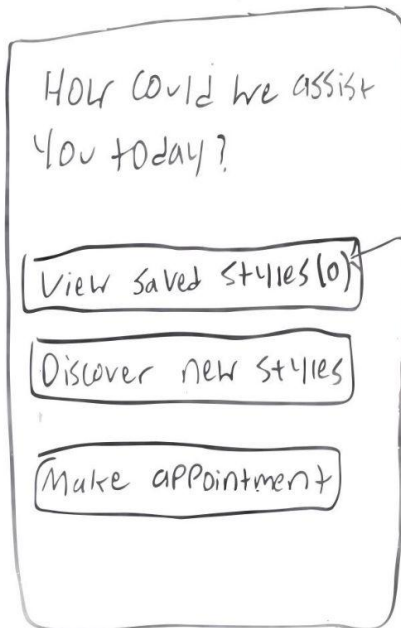 How could we assist
you today?
View saved styles (0)
Discover new styles
Make appointment